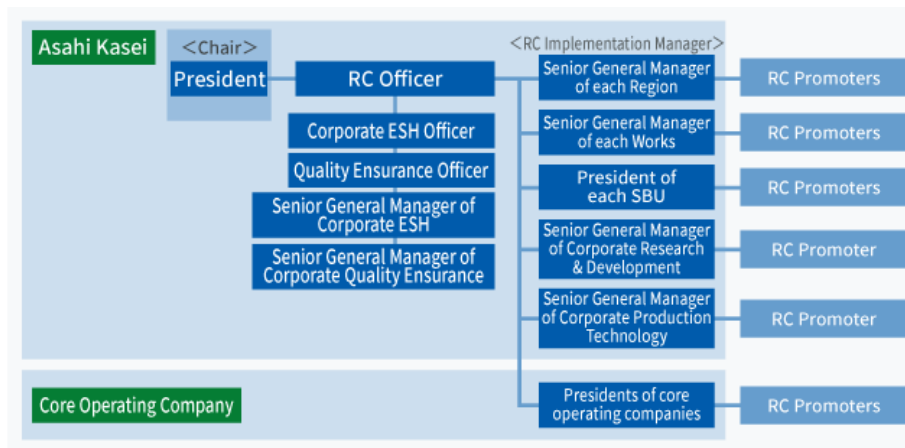 Asahi Kasei
<Chair>
President
RC Officer
Corporate ESH Officer
Quality Ensurance Officer
Senior General Manager of
Corporate ESH
Senior General Manager of
Corporate Quality Ensurance
<RC Implementation Manager>
Senior General Manager
of each Region
RC Promoters
Senior General Manager
of each Works
RC Promoters
President of
each SBU
RC Promoters
Senior General Manager
of Corporate Research
& Development
RC Promoter
Senior General Manager
of Corporate Production
Technology
RC Promoter
Core Operating Company
Presidents of core
operating companies
RC Promoters